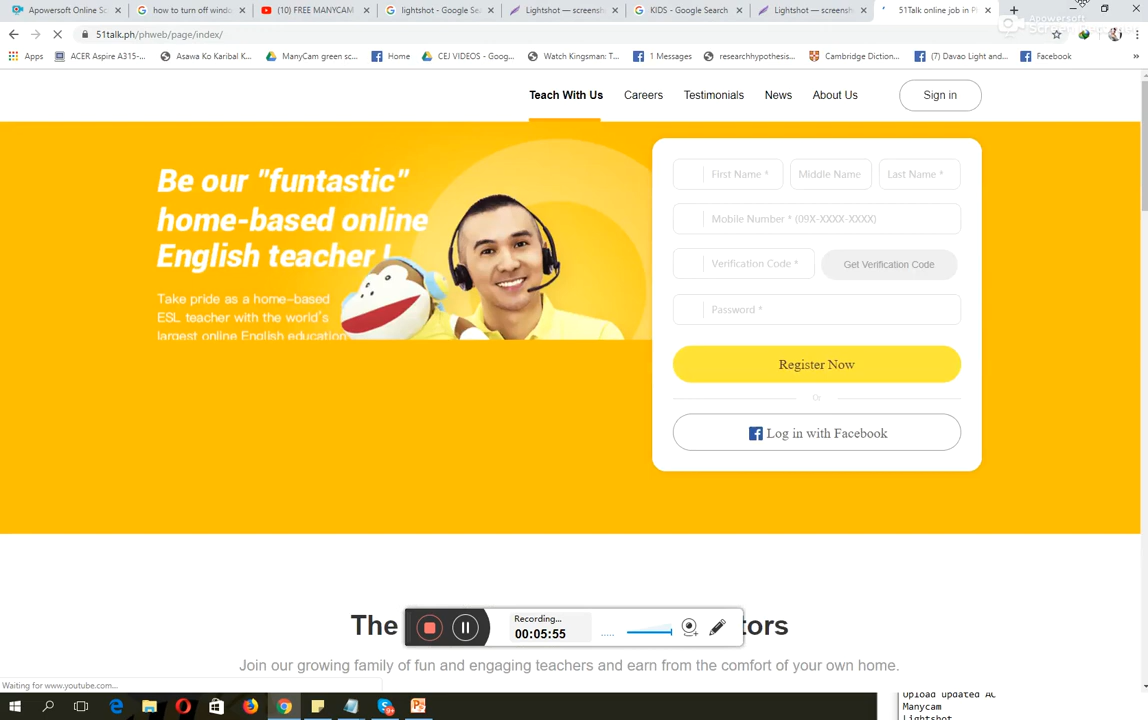 Apowersoft Online Sc
how to turn off windo
(10) FREE MANYCAM
lightshot - Google Sea
Lightshot — screensh
KIDS - Google Search
Lightshot — screensh
51Talk online job in P
51talk.ph/phweb/page/index/
Apowersoft
Apps
ACER Aspire A315-...
Asawa Ko Karibal K...
ManyCam green sc...
Home
CEJ VIDEOS - Goog...
Watch Kingsman: T...
1 Messages
researchhypothesis...
Cambridge Diction...
(7) Davao Light and...
Facebook
»
Teach With Us
Careers
Testimonials
News
About Us
Sign in
Be our "funtastic"
home-based online
English teacher !
Take pride as a home-based
ESL teacher with the world's
largest online English education
First Name *
Middle Name
Last Name *
Mobile Number * (09X-XXXX-XXXX)
Verification Code *
Get Verification Code
Password *
Register Now
Or
Log in with Facebook
The
tors
Recording...
00:05:55
Join our growing family of fun and engaging teachers and earn from the comfort of your own home.
Waiting for www.youtube.com...
Upload updated AC
Manycam
Lightshot